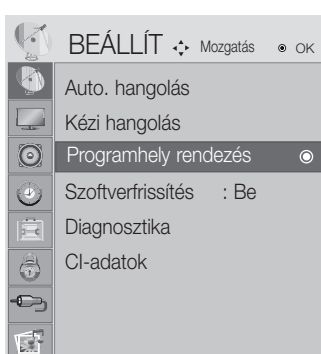 BEÁLLÍT Mozgatás OK
Auto. hangolás
Kézi hangolás
Programhely rendezés
Szoftverfrissítés : Be
Diagnosztika
CI-adatok